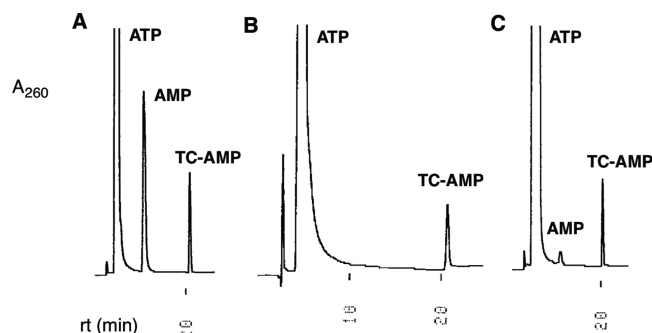 A
B
C
ATP
ATP
ATP
A260
AMP
TC-AMP
TC-AMP
TC-AMP
AMP
rt (min)
10
20
20